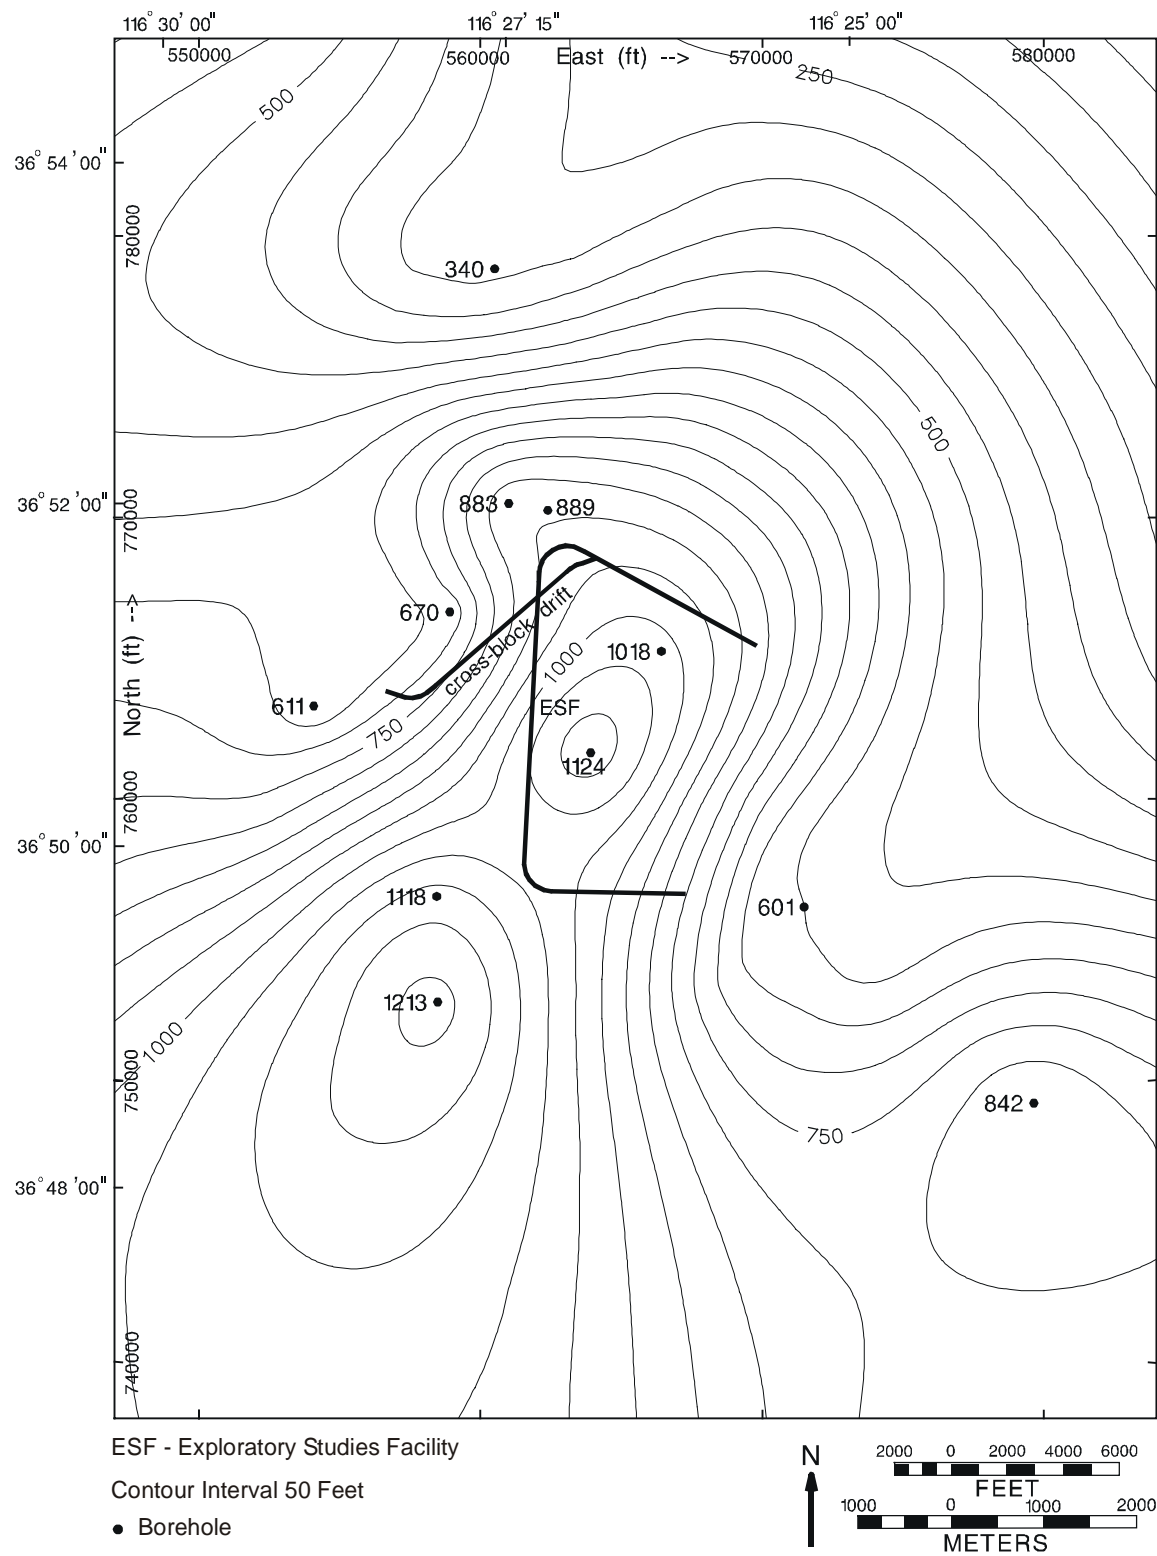 116° 30' 00"
116° 27' 15"
116° 25' 00"
550000
560000
East (ft) -->
570000
580000
250
500
36° 54' 00"
780000
340
500
36° 52' 00"
770000
883
889
670
cross-block drift
1018
1000
North (ft) -->
611
ESF
750
1124
760000
36° 50' 00"
1118
601
1213
1000
750000
842
750
36° 48' 00"
740000
ESF - Exploratory Studies Facility
Contour Interval 50 Feet
Borehole
N
2000 0 2000 4000 6000
FEET
1000 0 1000 2000
METERS